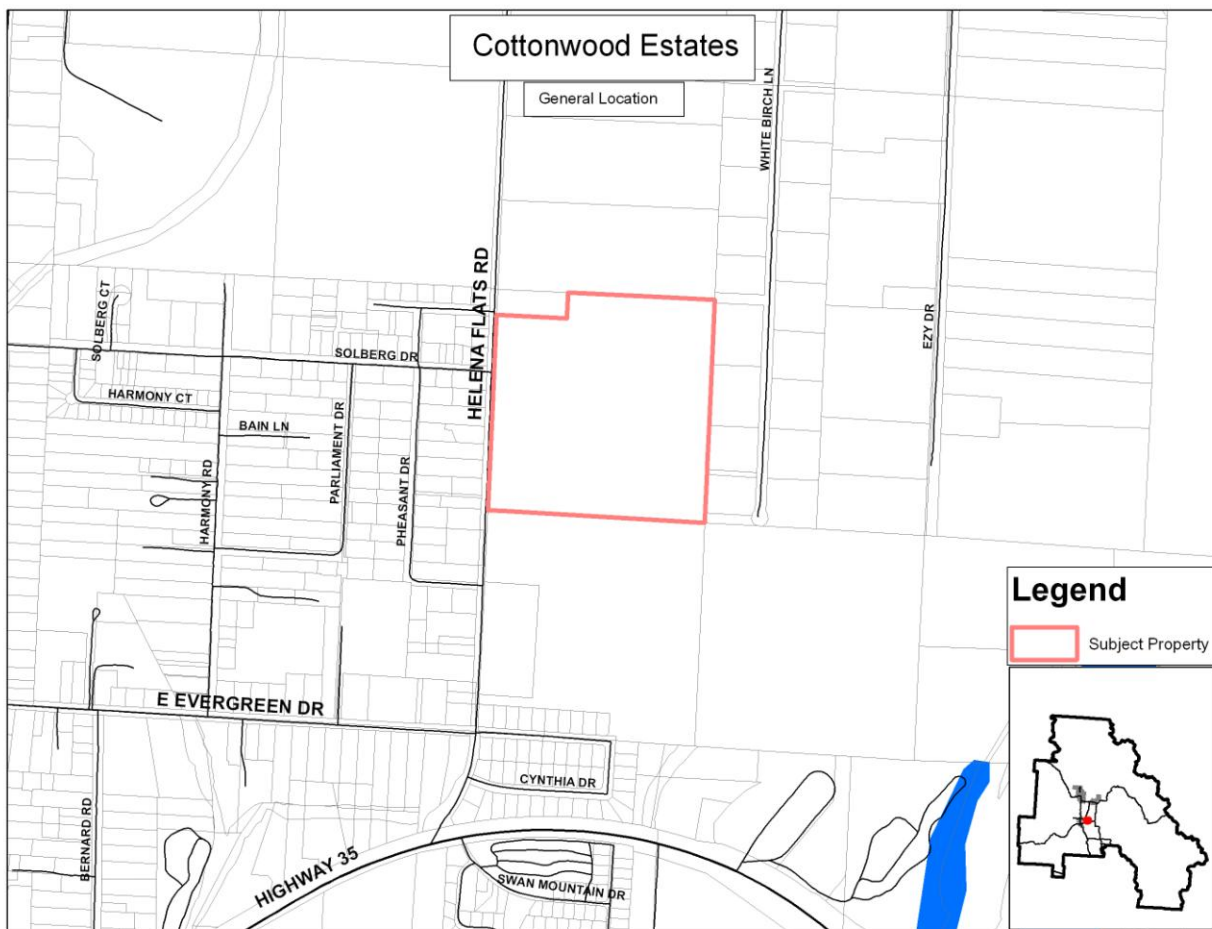 Cottonwood Estates
General Location
WHITE BIRCH LN
HELENA FLATS RD
EZY DR
SOLBERG CT
SOLBERG DR
HARMONY CT
BAIN LN
PARLIAMENT DR
PHEASANT DR
HARMONY RD
Legend
Subject Property
E EVERGREEN DR
CYNTHIA DR
BERNARD RD
HIGHWAY 35
SWAN MOUNTAIN DR